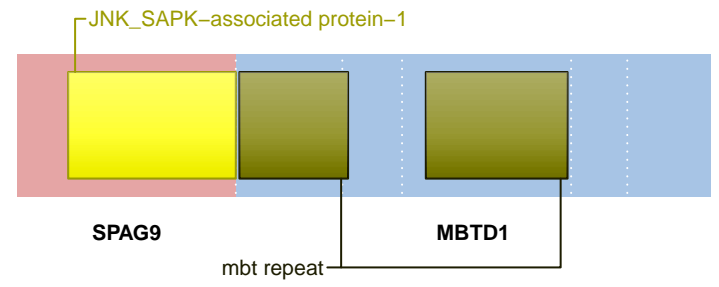 JNK_SAPK−associated protein−1
SPAG9
MBTD1
mbt repeat